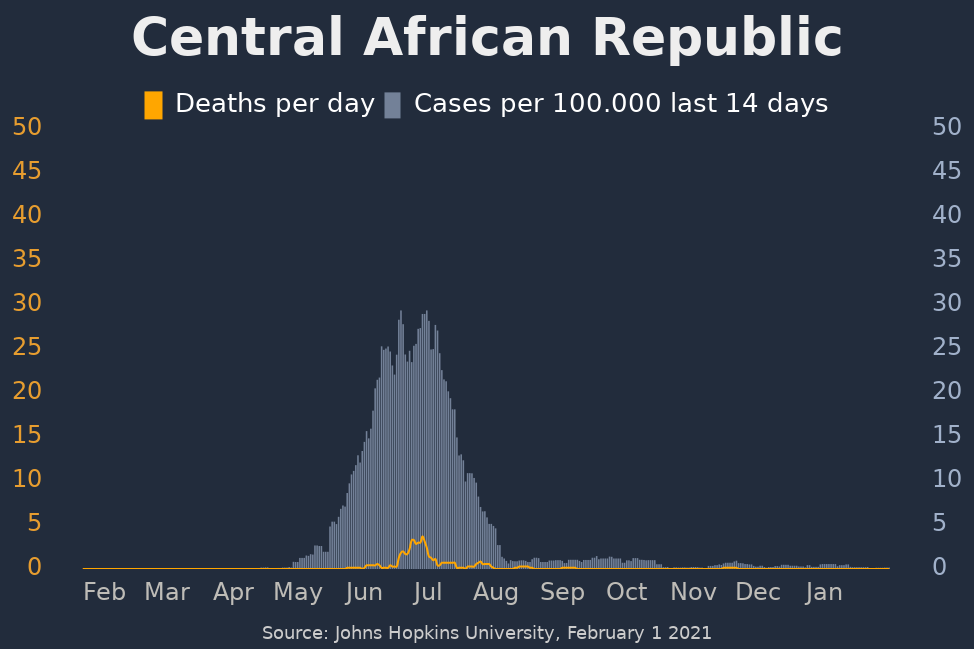 Central African Republic
Deaths per day Cases per 100.000 last 14 days
50 50
45 45
40 40
35 35
30 30
25 25
20 20
15 15
10 10
5 5
0 0
Feb Mar Apr May Jun Jul Aug Sep Oct Nov Dec Jan
Source: Johns Hopkins University, February 1 2021